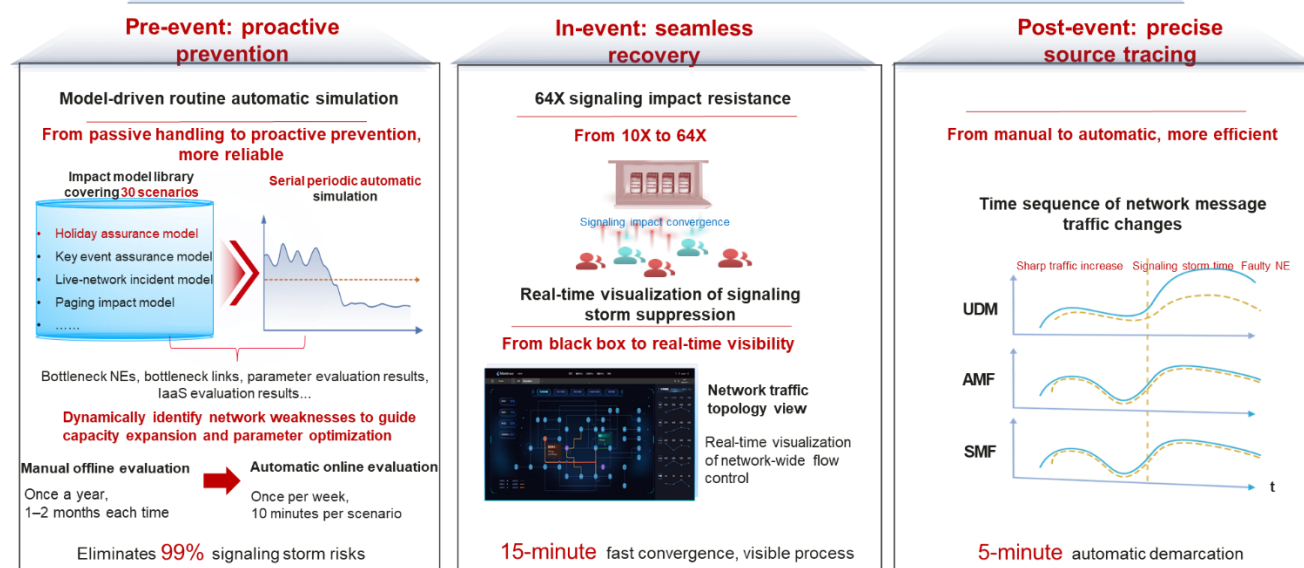 Pre-event: proactive
prevention
Model-driven routine automatic simulation
From passive handling to proactive prevention,
more reliable
Impact model library
covering 30 scenarios
Serial periodic automatic
simulation
• Holiday assurance model
• Key event assurance model
• Live-network incident model
• Paging impact model
• ......
Bottleneck NEs, bottleneck links, parameter evaluation results,
IaaS evaluation results...
Dynamically identify network weaknesses to guide
capacity expansion and parameter optimization
Manual offline evaluation
Once a year,
1–2 months each time
Automatic online evaluation
Once per week,
10 minutes per scenario
Eliminates 99% signaling storm risks
In-event: seamless
recovery
64X signaling impact resistance
From 10X to 64X
Signaling impact convergence
Real-time visualization of signaling
storm suppression
From black box to real-time visibility
Network traffic
topology view
Real-time visualization
of network-wide flow
control
15-minute fast convergence, visible process
Post-event: precise
source tracing
From manual to automatic, more efficient
Time sequence of network message
traffic changes
Sharp traffic increase Signaling storm time Faulty NE
UDM
AMF
SMF
t
5-minute automatic demarcation